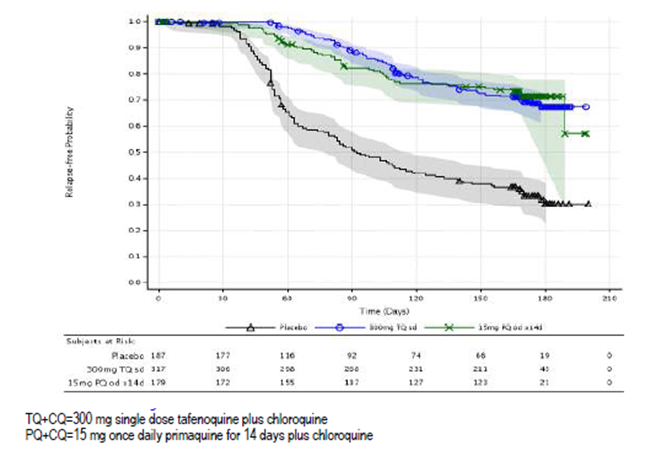 1.0
0.9
0.8
0.7
0.6
0.5
0.4
0.3
0.2
0.1
0.0
Relapse-free Probability
0 30 60 90 120 150 180 210
Time (Days)
Placebo 300mg TQ sd 15mg PQ od x14d
Subjects at Risk:
Placebo 187 177 116 92 74 66 19 0
300mg TQ sd 317 306 231 211 0
15mg PQ od x14d 179 172 155 137 127 123 21 0
TQ+CQ=300 mg single dose tafenoquine plus chloroquine
PQ+CQ=15 mg once daily primaquine for 14 days plus chloroquine